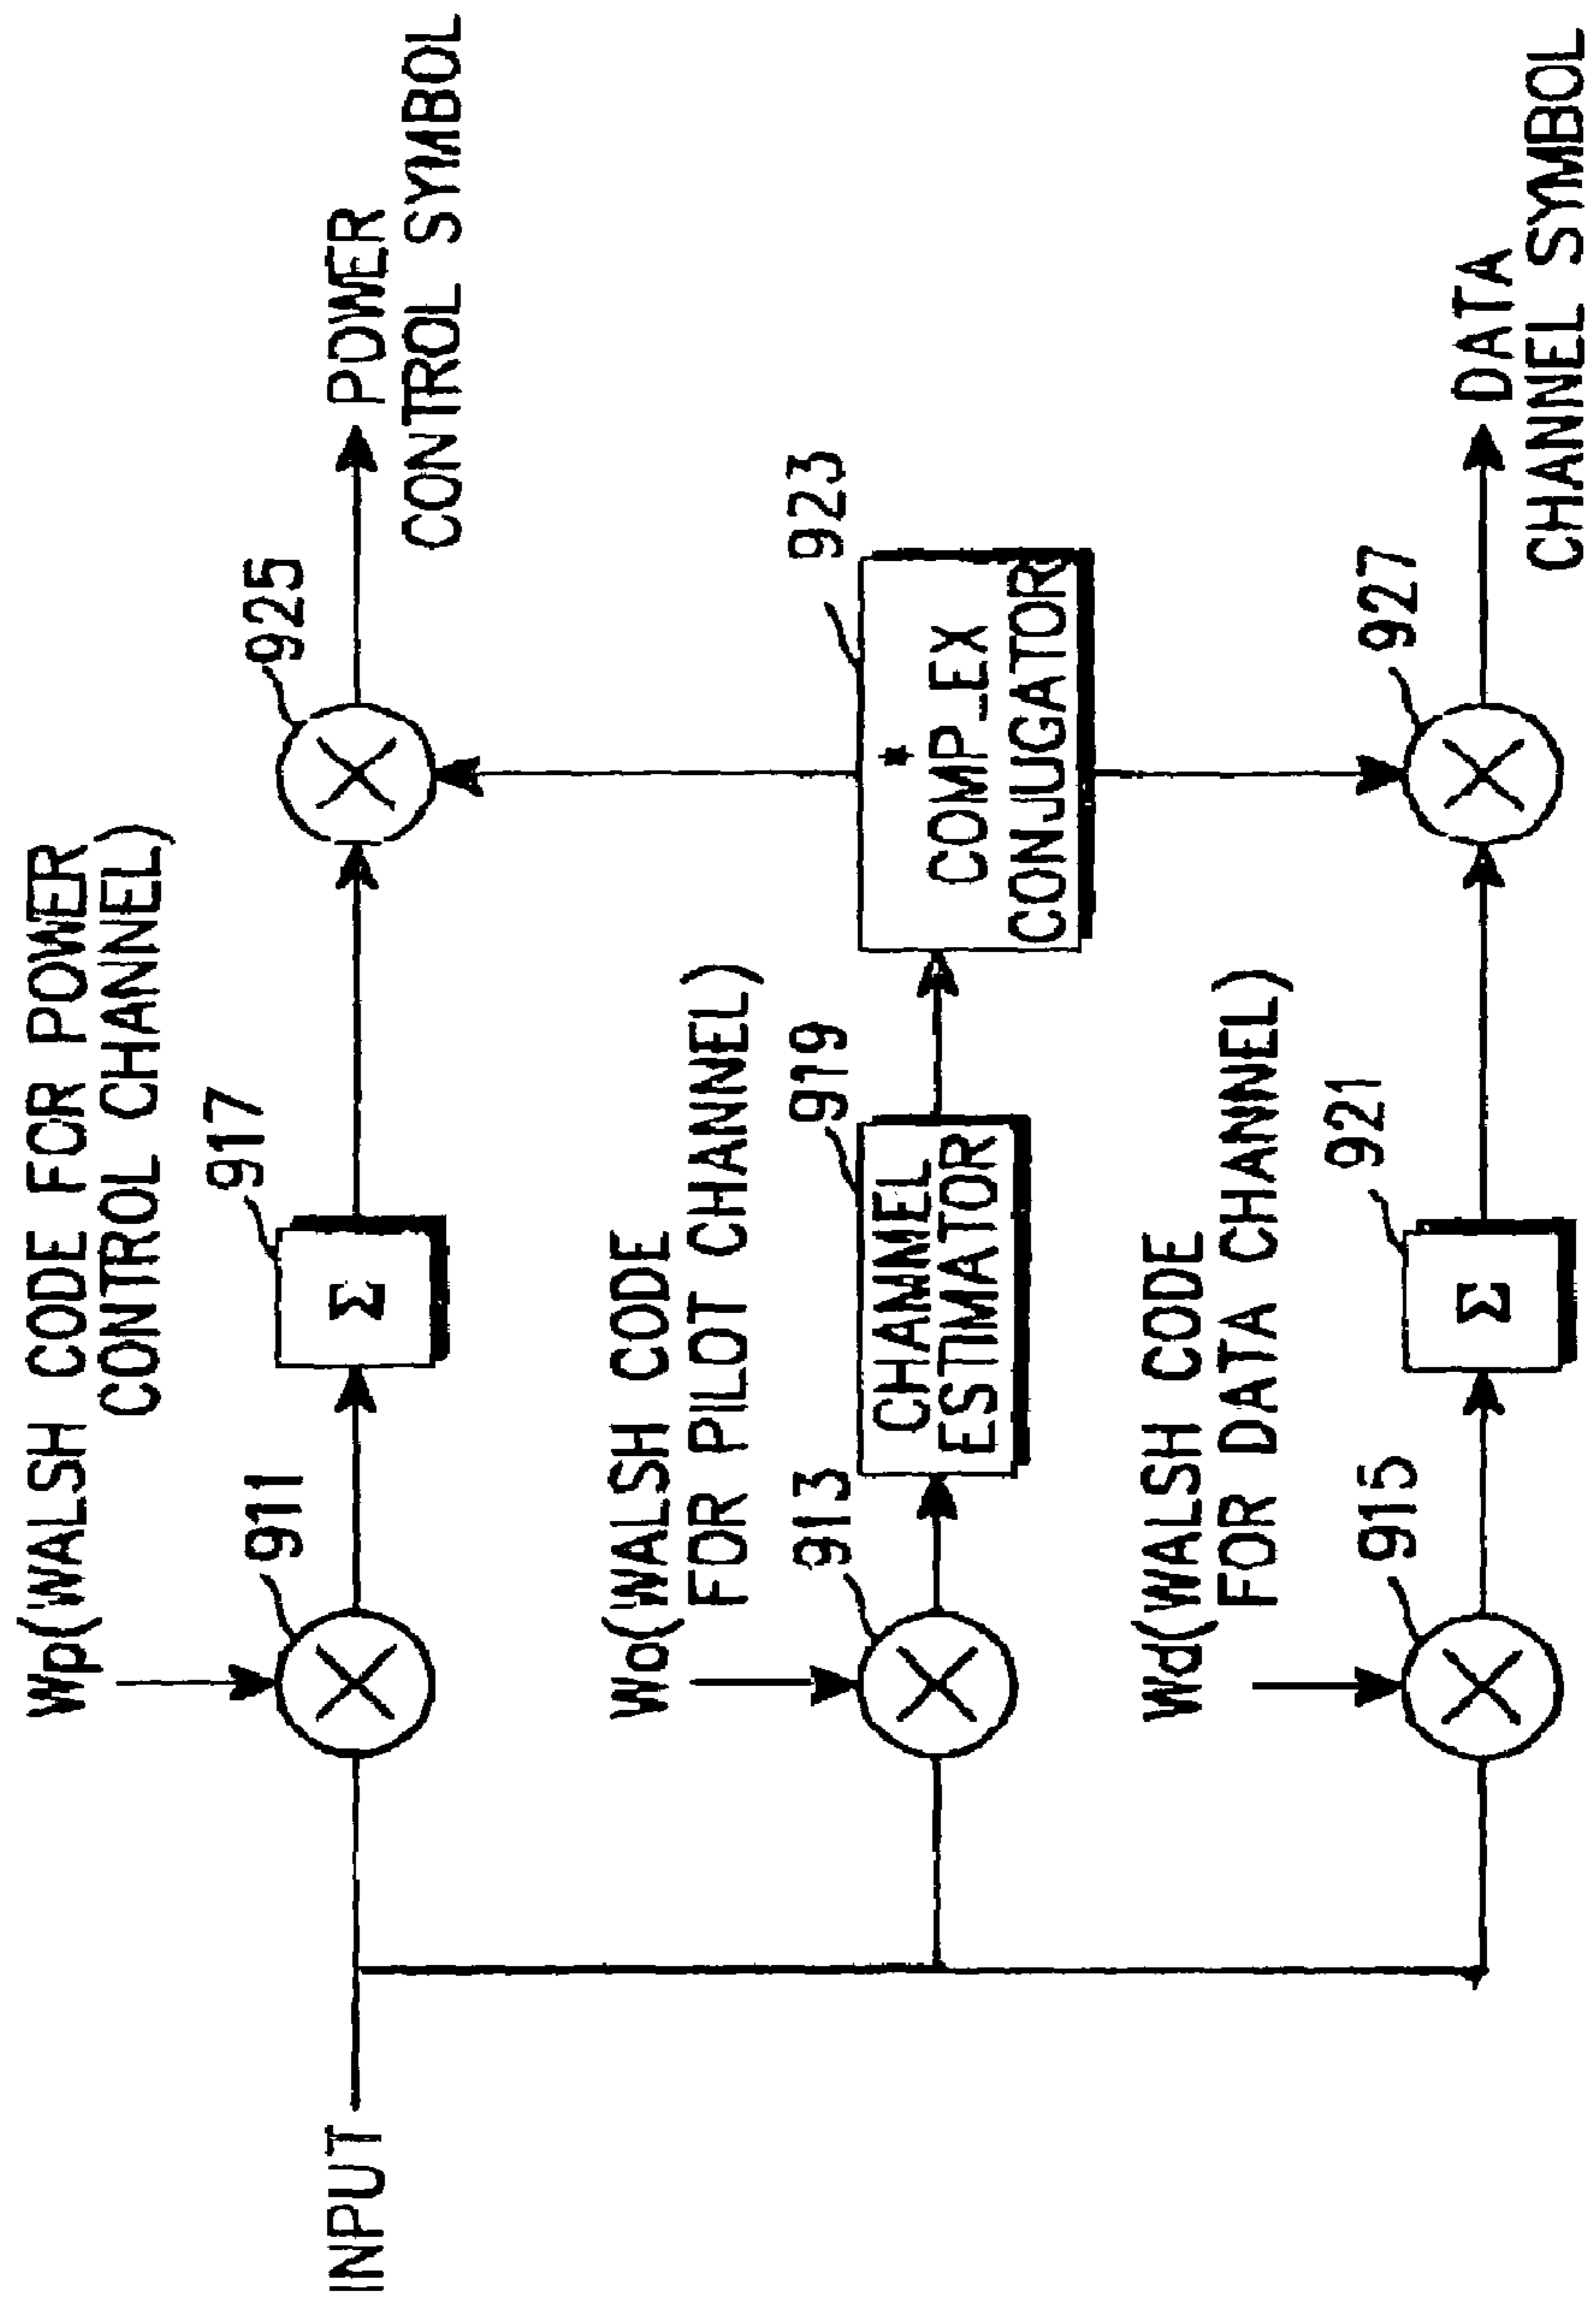 Wp(WALSH CODE FOR POWER
CONTROL CHANNEL)
911
917
925
POWER
CONTROL SYMBOL
INPUT
Wo(WALSH CODE
FOR PILOT CHANNEL)
913
919
CHANNEL
ESTIMATOR
923
*
COMP_EX
CONJUGATOR
Wd(WALSH CODE
FOR DATA CHANNEL)
915
921
927
DATA
CHANNEL SYMBOL
Σ
Σ